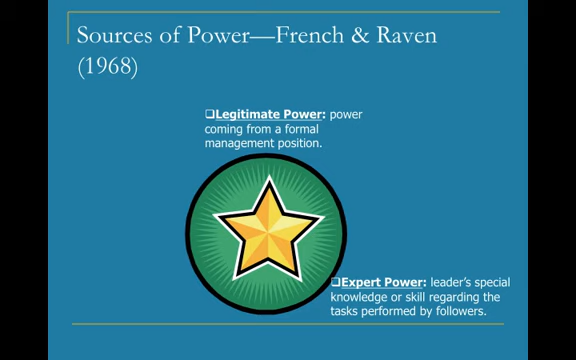 Sources of Power—French & Raven
(1968)
❑Legitimate Power: power
coming from a formal
management position.
❑Expert Power: leader’s special
knowledge or skill regarding the
tasks performed by followers.